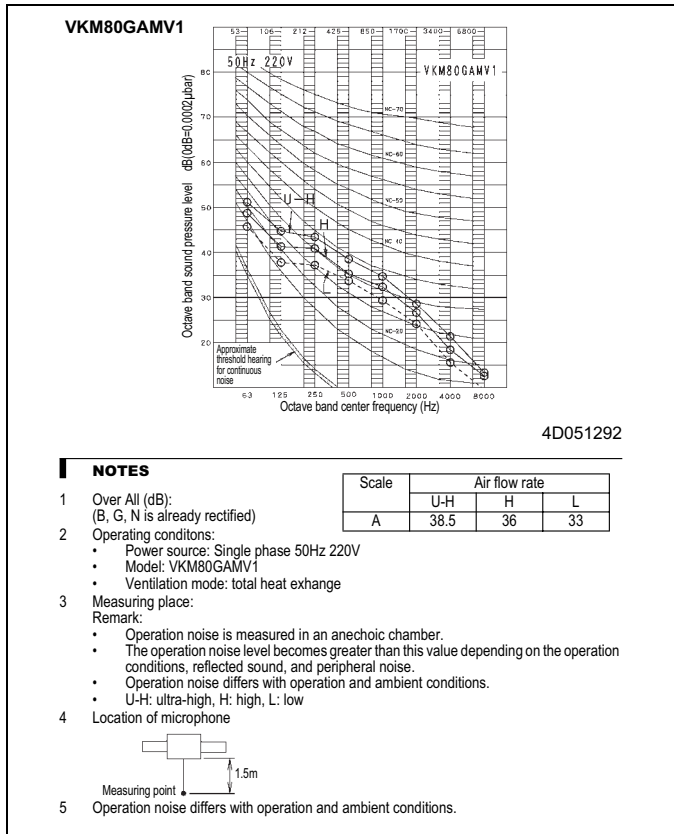 VKM80GAMV1
53 106 212 425 850 1700 3400 6800
50Hz 220V
VKM80GAMV1
Octave band sound pressure level dB(0dB=0.0002μbar)
80
70
60
50
40
30
20
NC-70
NC-60
NC-50
NC-40
NC-20
U-H
H
L
Approximate
threshold hearing
for continuous
noise
63 125 250 500 1000 2000 4000 8000
Octave band center frequency (Hz)
4D051292
NOTES
1 Over All (dB):
(B, G, N is already rectified)
Scale Air flow rate
U-H H L
A 38.5 36 33
2 Operating conditons:
• Power source: Single phase 50Hz 220V
• Model: VKM80GAMV1
• Ventilation mode: total heat exhange
3 Measuring place:
Remark:
• Operation noise is measured in an anechoic chamber.
• The operation noise level becomes greater than this value depending on the operation
conditions, reflected sound, and peripheral noise.
• Operation noise differs with operation and ambient conditions.
• U-H: ultra-high, H: high, L: low
4 Location of microphone
1.5m
Measuring point
5 Operation noise differs with operation and ambient conditions.